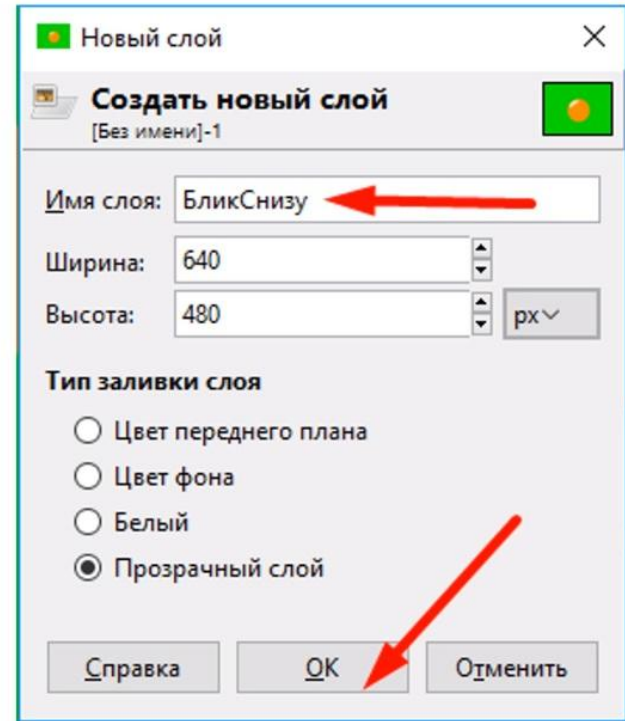 Новый слой
Создать новый слой
[Без имени]-1
Имя слоя: БликСнизу
Ширина: 640
Высота: 480 px
Тип заливки слоя
Цвет переднего плана
Цвет фона
Белый
Прозрачный слой
Справка OK Отменить